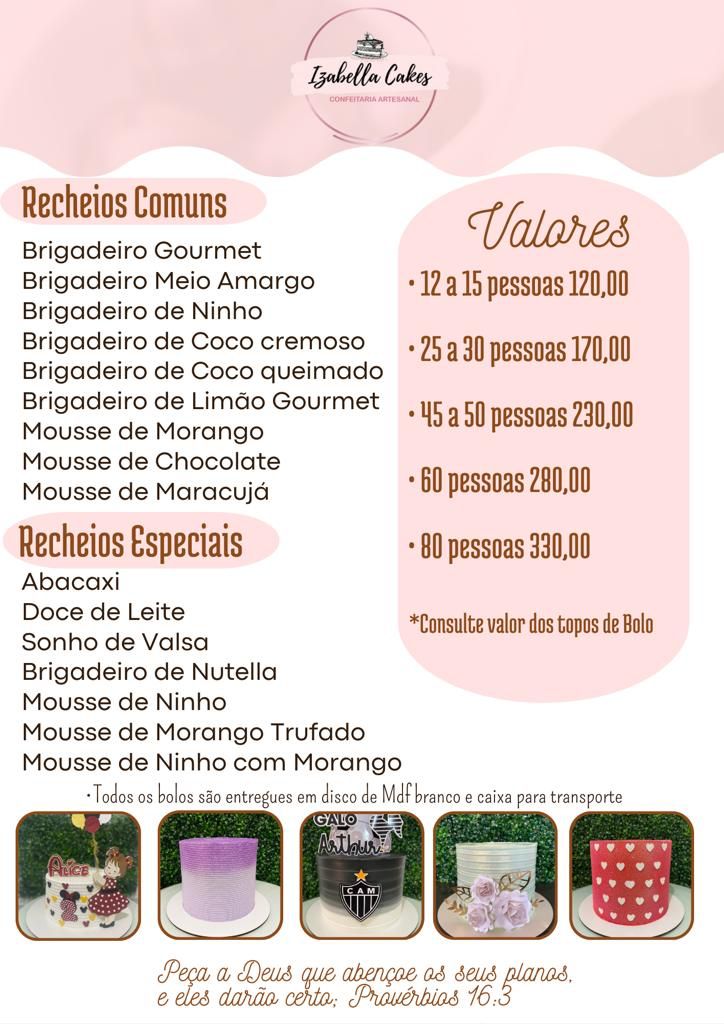 Izabella Cakes
CONFEITARIA ARTESANAL
Recheios Comuns
Brigadeiro Gourmet
Brigadeiro Meio Amargo
Brigadeiro de Ninho
Brigadeiro de Coco cremoso
Brigadeiro de Coco queimado
Brigadeiro de Limão Gourmet
Mousse de Morango
Mousse de Chocolate
Mousse de Maracujá
Recheios Especiais
Abacaxi
Doce de Leite
Sonho de Valsa
Brigadeiro de Nutella
Mousse de Ninho
Mousse de Morango Trufado
Mousse de Ninho com Morango
Valores
• 12 a 15 pessoas 120,00
• 25 a 30 pessoas 170,00
• 45 a 50 pessoas 230,00
• 60 pessoas 280,00
• 80 pessoas 330,00
*Consulte valor dos topos de Bolo
• Todos os bolos são entregues em disco de Mdf branco e caixa para transporte
Alice
2
GALO
Arthur
CAM
Peça a Deus que abençoe os seus planos,
e eles darão certo; Provérbios 16:3